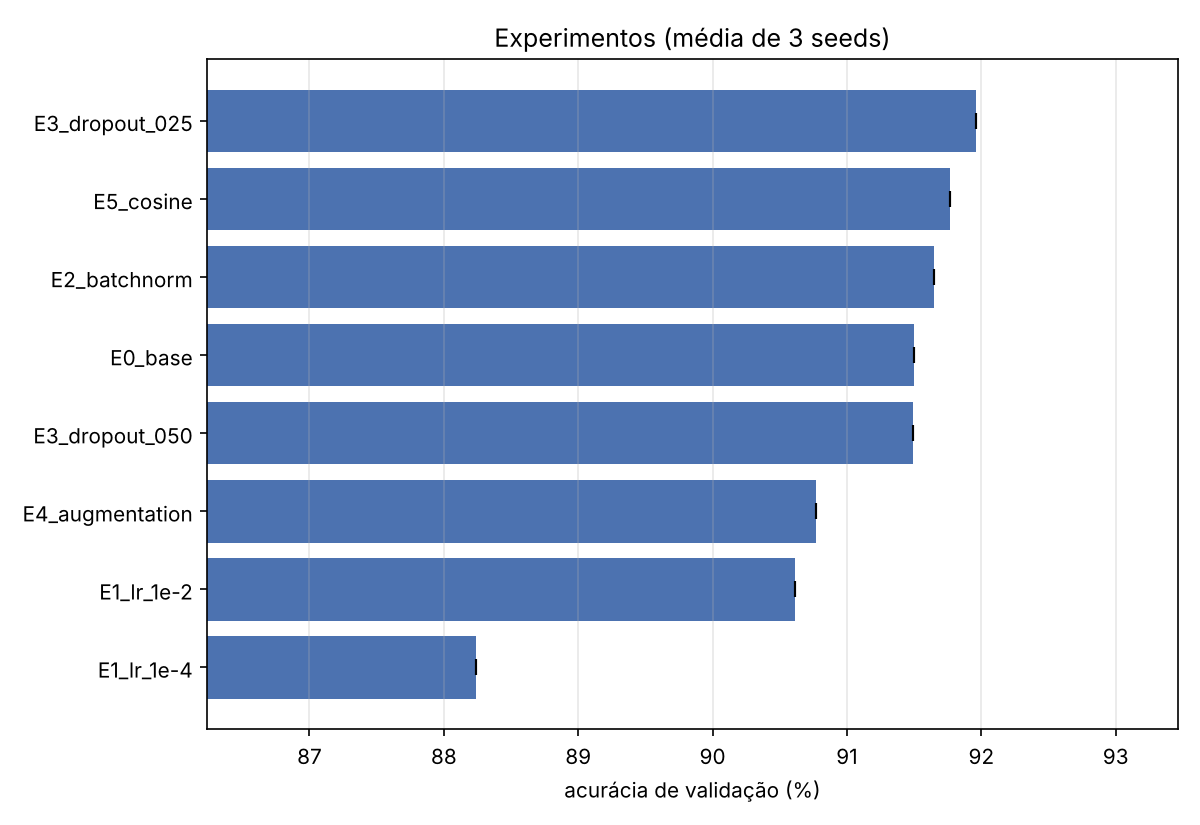 Experimentos (média de 3 seeds)
E3_dropout_025
E5_cosine
E2_batchnorm
E0_base
E3_dropout_050
E4_augmentation
E1_lr_1e-2
E1_lr_1e-4
87 88 89 90 91 92 93
acurácia de validação (%)